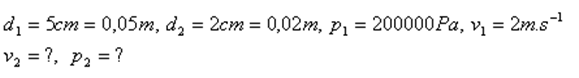 d₁ = 5cm = 0,05m, d₂ = 2cm = 0,02m, p₁ = 200000Pa, v₁ = 2m.s⁻¹
v₂ = ?, p₂ = ?